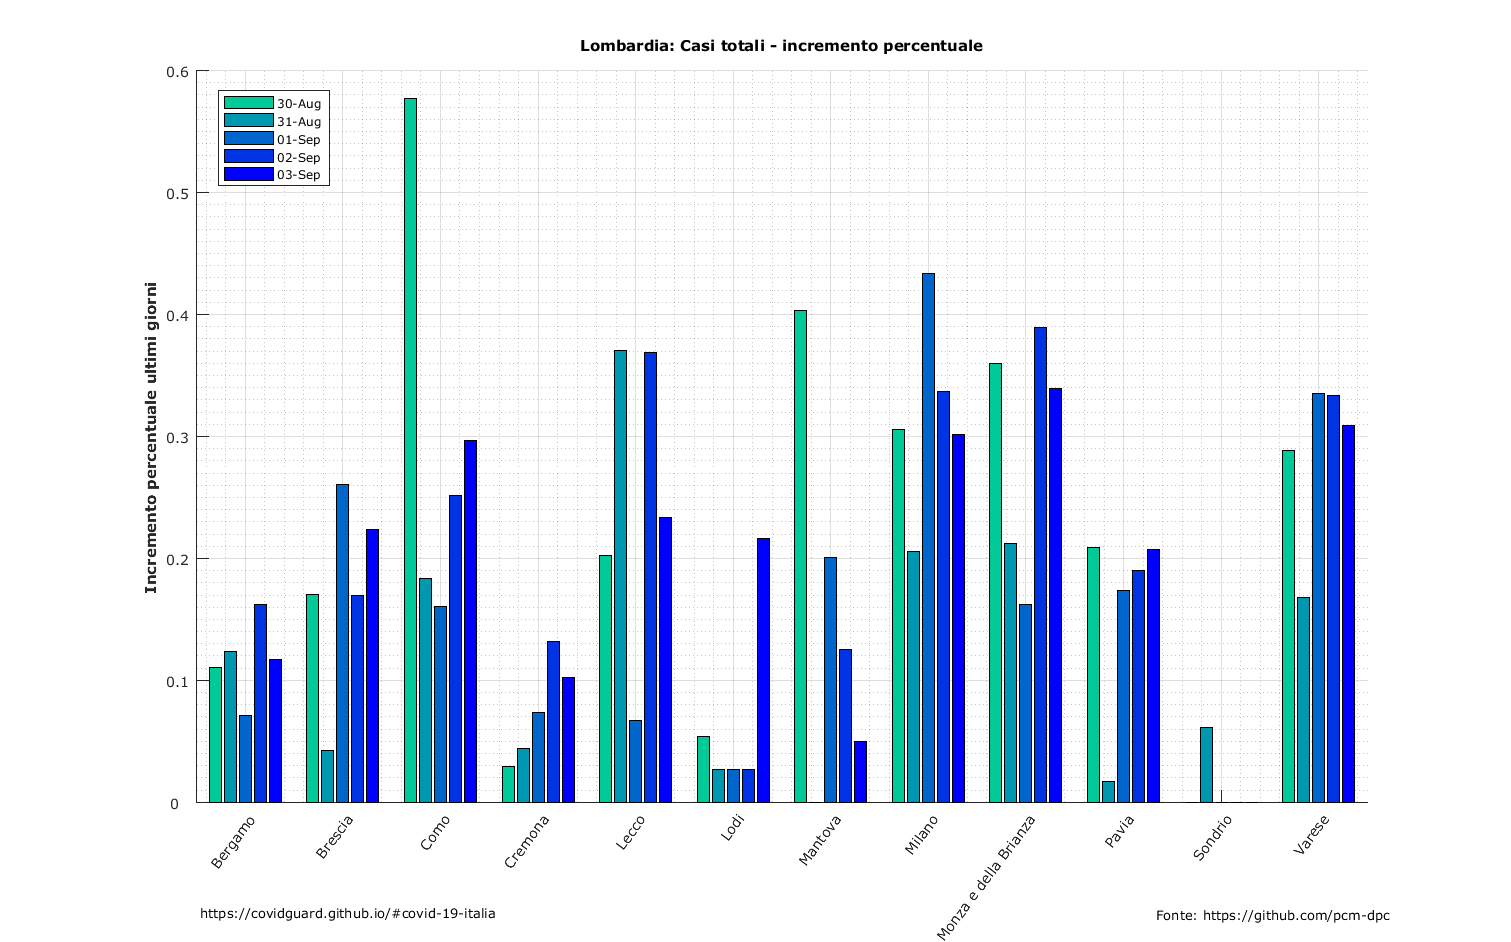 Lombardia: Casi totali - incremento percentuale
0.6
0.5
0.4
0.3
0.2
0.1
0
Incremento percentuale ultimi giorni
30-Aug
31-Aug
01-Sep
02-Sep
03-Sep
Bergamo
Brescia
Como
Cremona
Lecco
Lodi
Mantova
Milano
Monza e della Brianza
Pavia
Sondrio
Varese
https://covidguard.github.io/#covid-19-italia
Fonte: https://github.com/pcm-dpc